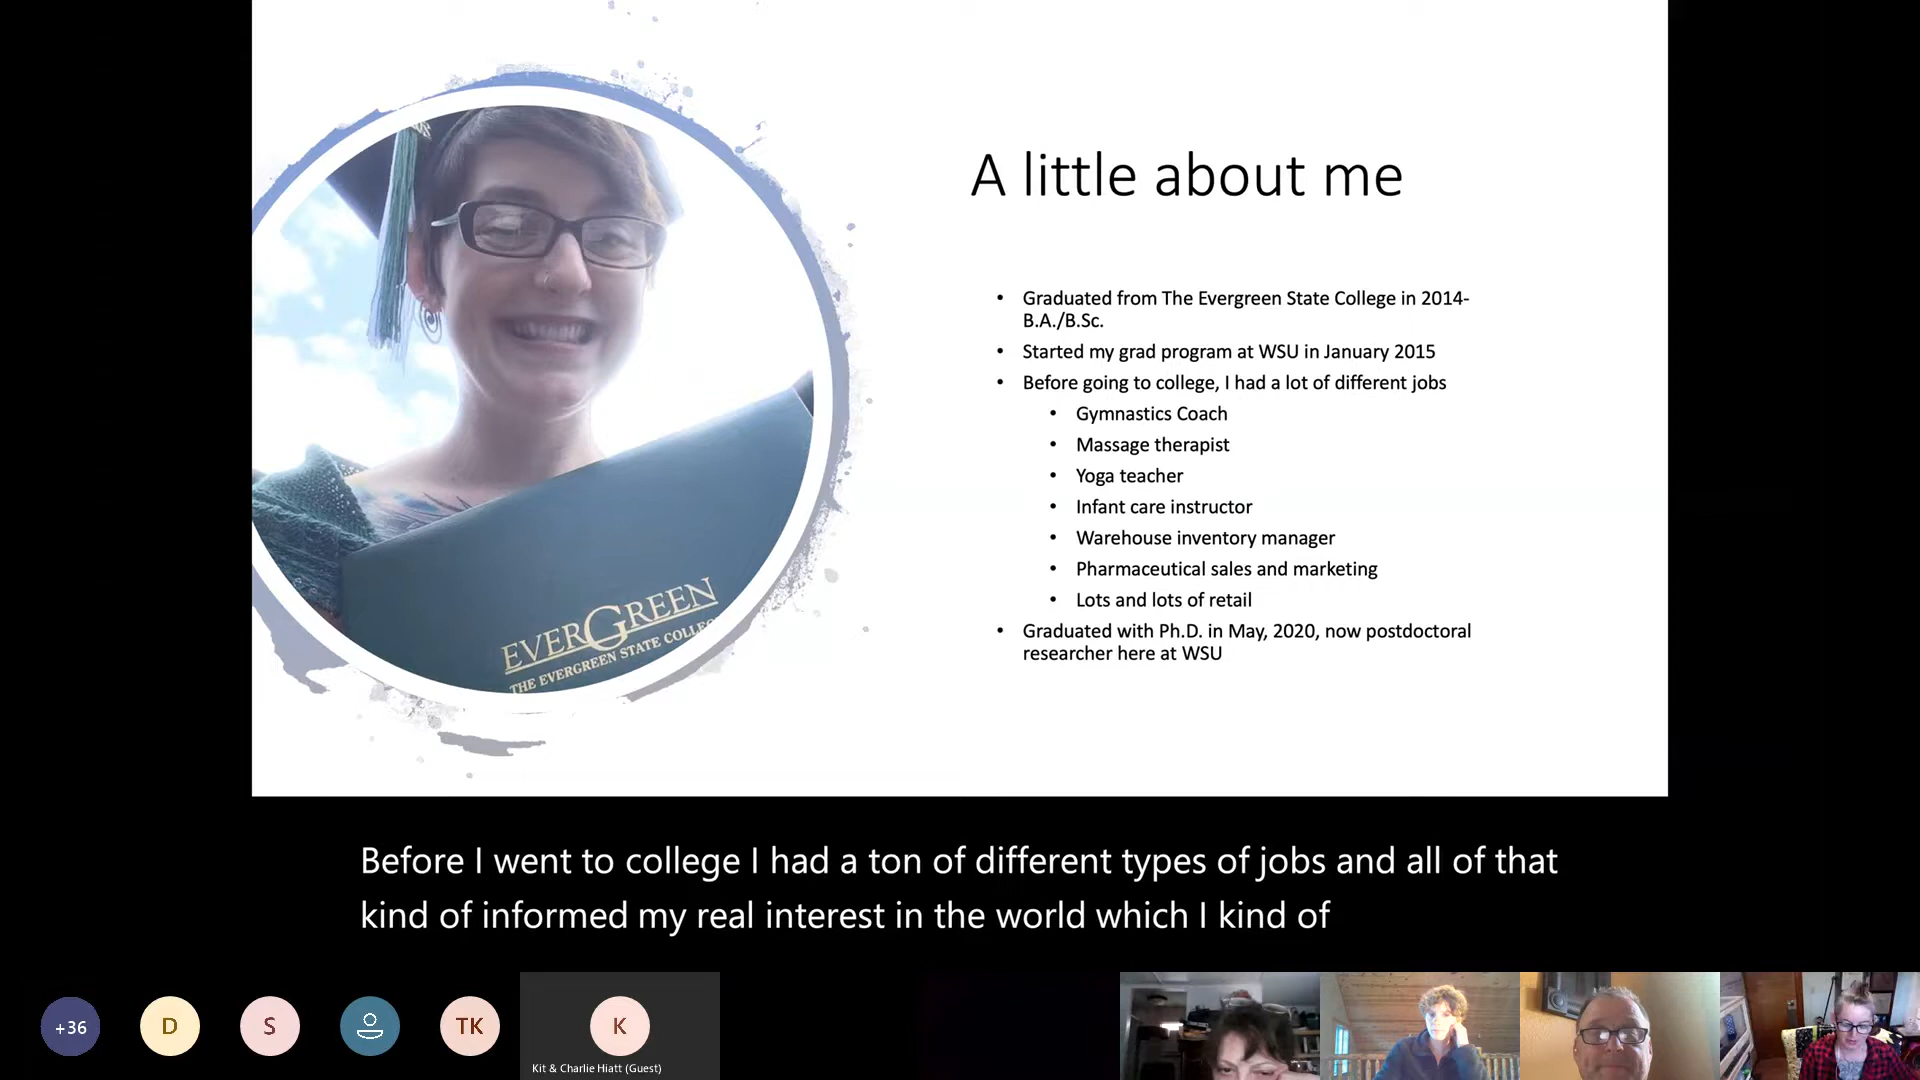 A little about me
• Graduated from The Evergreen State College in 2014-
B.A./B.Sc.
• Started my grad program at WSU in January 2015
• Before going to college, I had a lot of different jobs
• Gymnastics Coach
• Massage therapist
• Yoga teacher
• Infant care instructor
• Warehouse inventory manager
• Pharmaceutical sales and marketing
• Lots and lots of retail
• Graduated with Ph.D. in May, 2020, now postdoctoral
researcher here at WSU
EVERGREEN
THE EVERGREEN STATE COLLEG
Before I went to college I had a ton of different types of jobs and all of that
kind of informed my real interest in the world which I kind of
+36
D
S
TK
K
Kit & Charlie Hiatt (Guest)